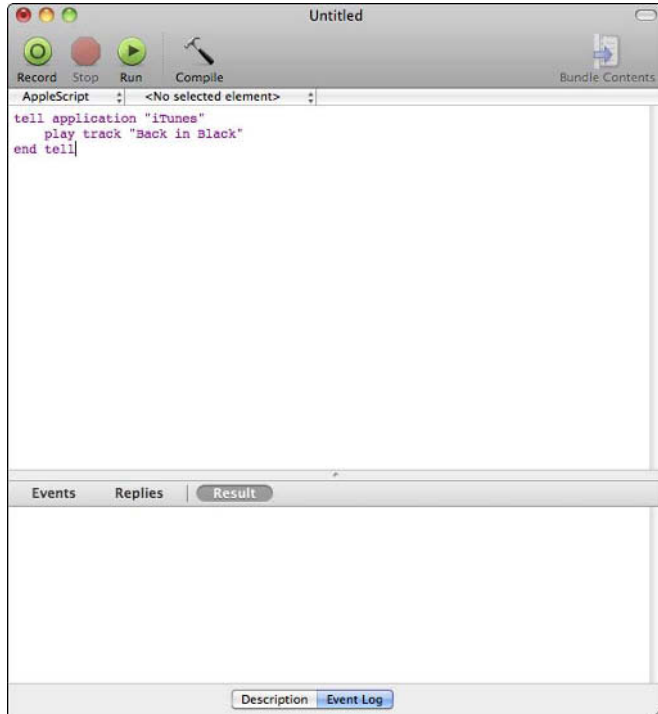 Untitled
Record Stop Run Compile Bundle Contents
AppleScript <No selected element>
tell application "iTunes"
    play track "Back in Black"
end tell
Events Replies Result
Description Event Log